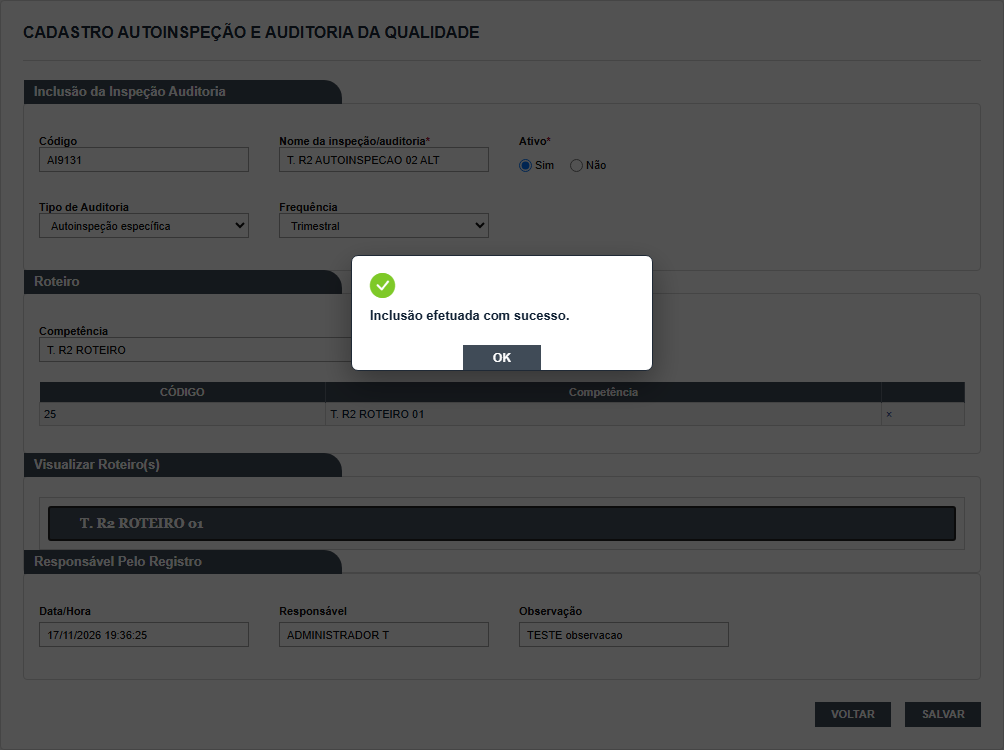 CADASTRO AUTOINSPEÇÃO E AUDITORIA DA QUALIDADE
Inclusão da Inspeção Auditoria
Código
Nome da inspeção/auditoria*
Ativo*
AI9131
T. R2 AUTOINSPECAO 02 ALT
Sim
Não
Tipo de Auditoria
Frequência
Autoinspeção específica
Trimestral
Roteiro
Inclusão efetuada com sucesso.
OK
Competência
T. R2 ROTEIRO
CÓDIGO
Competência
25
T. R2 ROTEIRO 01
×
Visualizar Roteiro(s)
T. R2 ROTEIRO 01
Responsável Pelo Registro
Data/Hora
Responsável
Observação
17/11/2026 19:36:25
ADMINISTRADOR T
TESTE observacao
VOLTAR
SALVAR